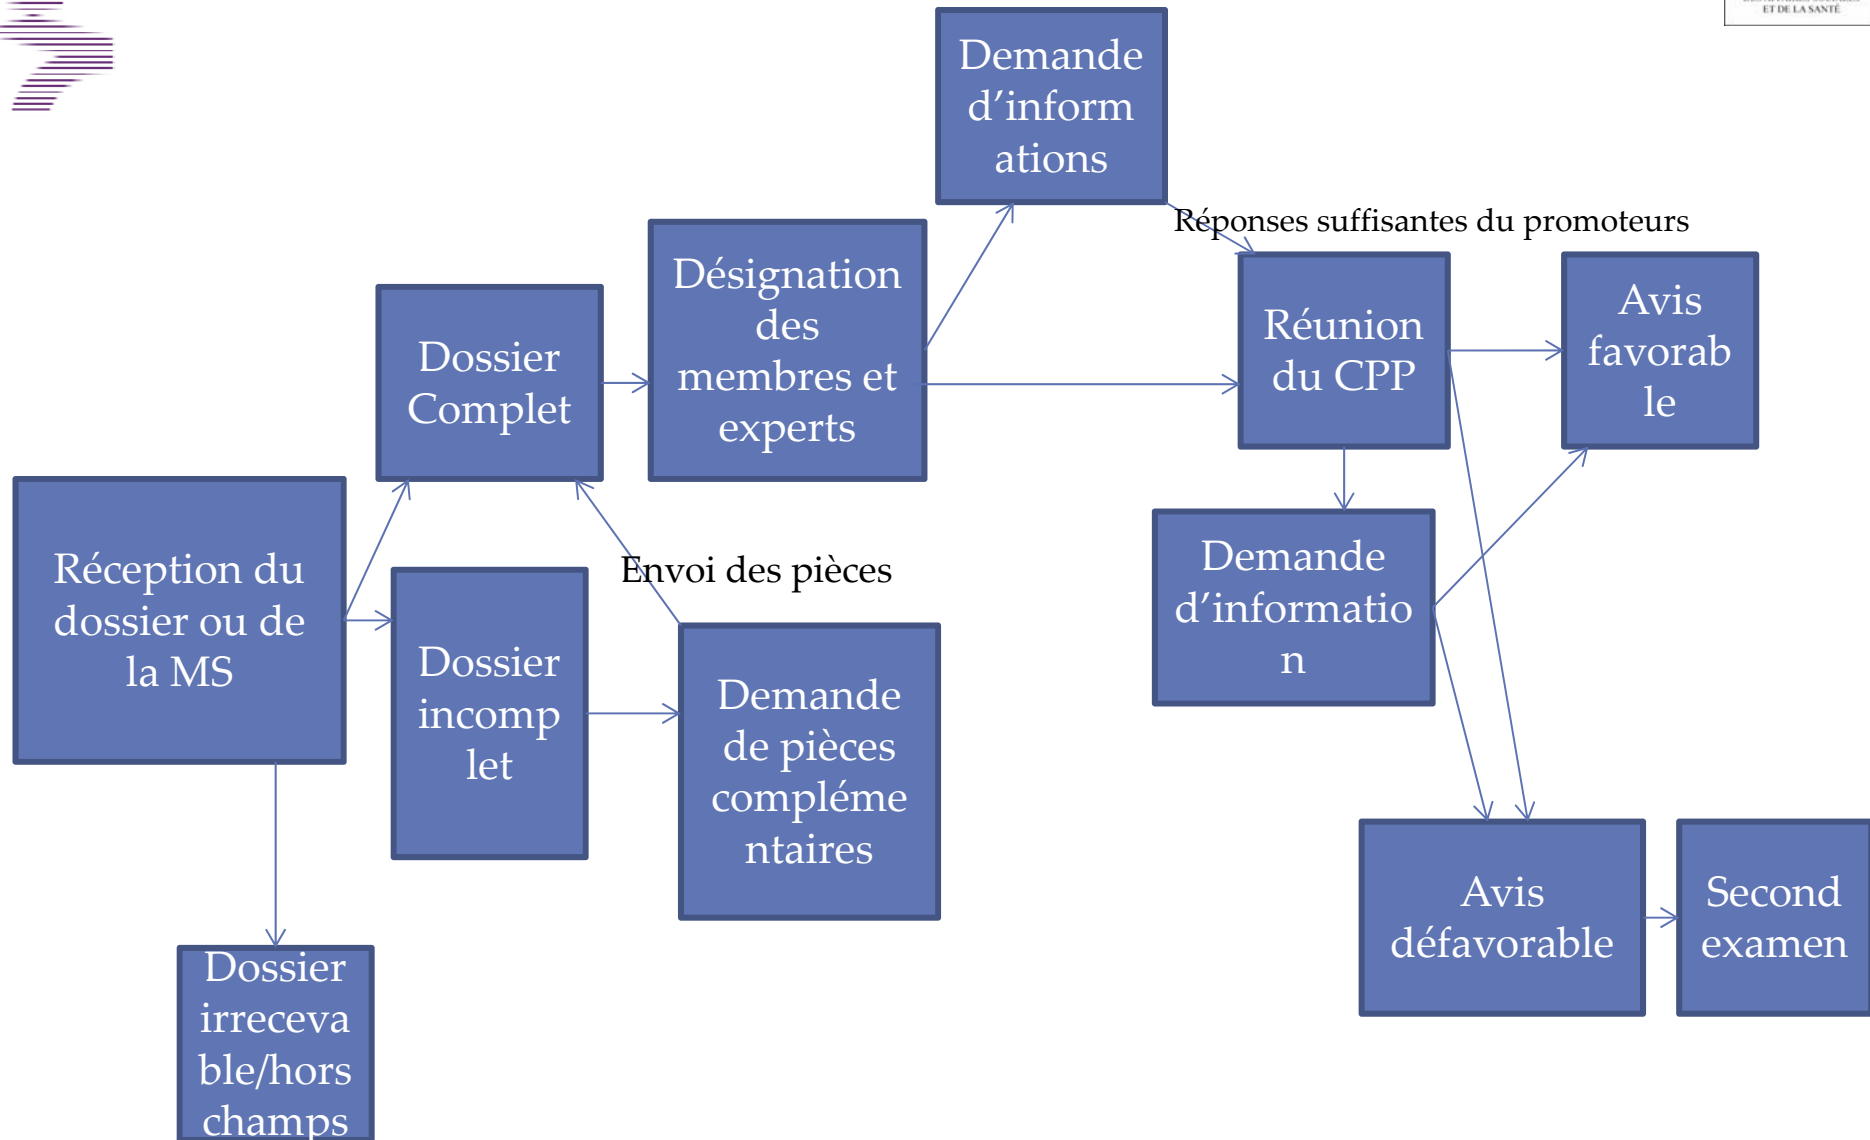 ET DE LA SANTÉ
Demande
d’inform
ations
Réponses suffisantes du promoteurs
Désignation
des
membres et
experts
Réunion
du CPP
Avis
favorab
le
Dossier
Complet
Réception du
dossier ou de
la MS
Envoi des pièces
Demande
d’informatio
n
Dossier
incomp
let
Demande
de pièces
compléme
ntaires
Avis
défavorable
Second
examen
Dossier
irreceva
ble/hors
champs